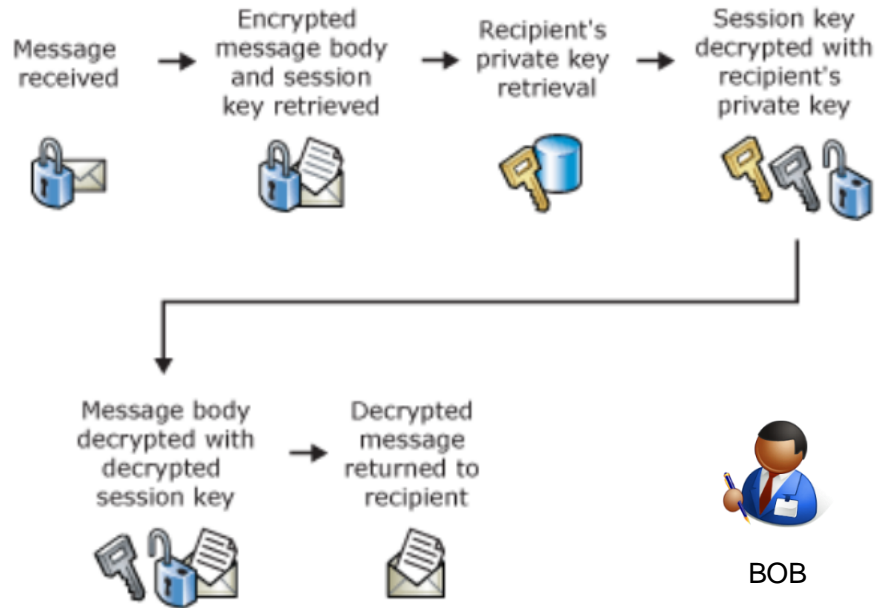 Message
received
Encrypted
message body
and session
key retrieved
Recipient's
private key
retrieval
Session key
decrypted with
recipient's
private key
Message body
decrypted with
decrypted
session key
Decrypted
message
returned to
recipient
BOB